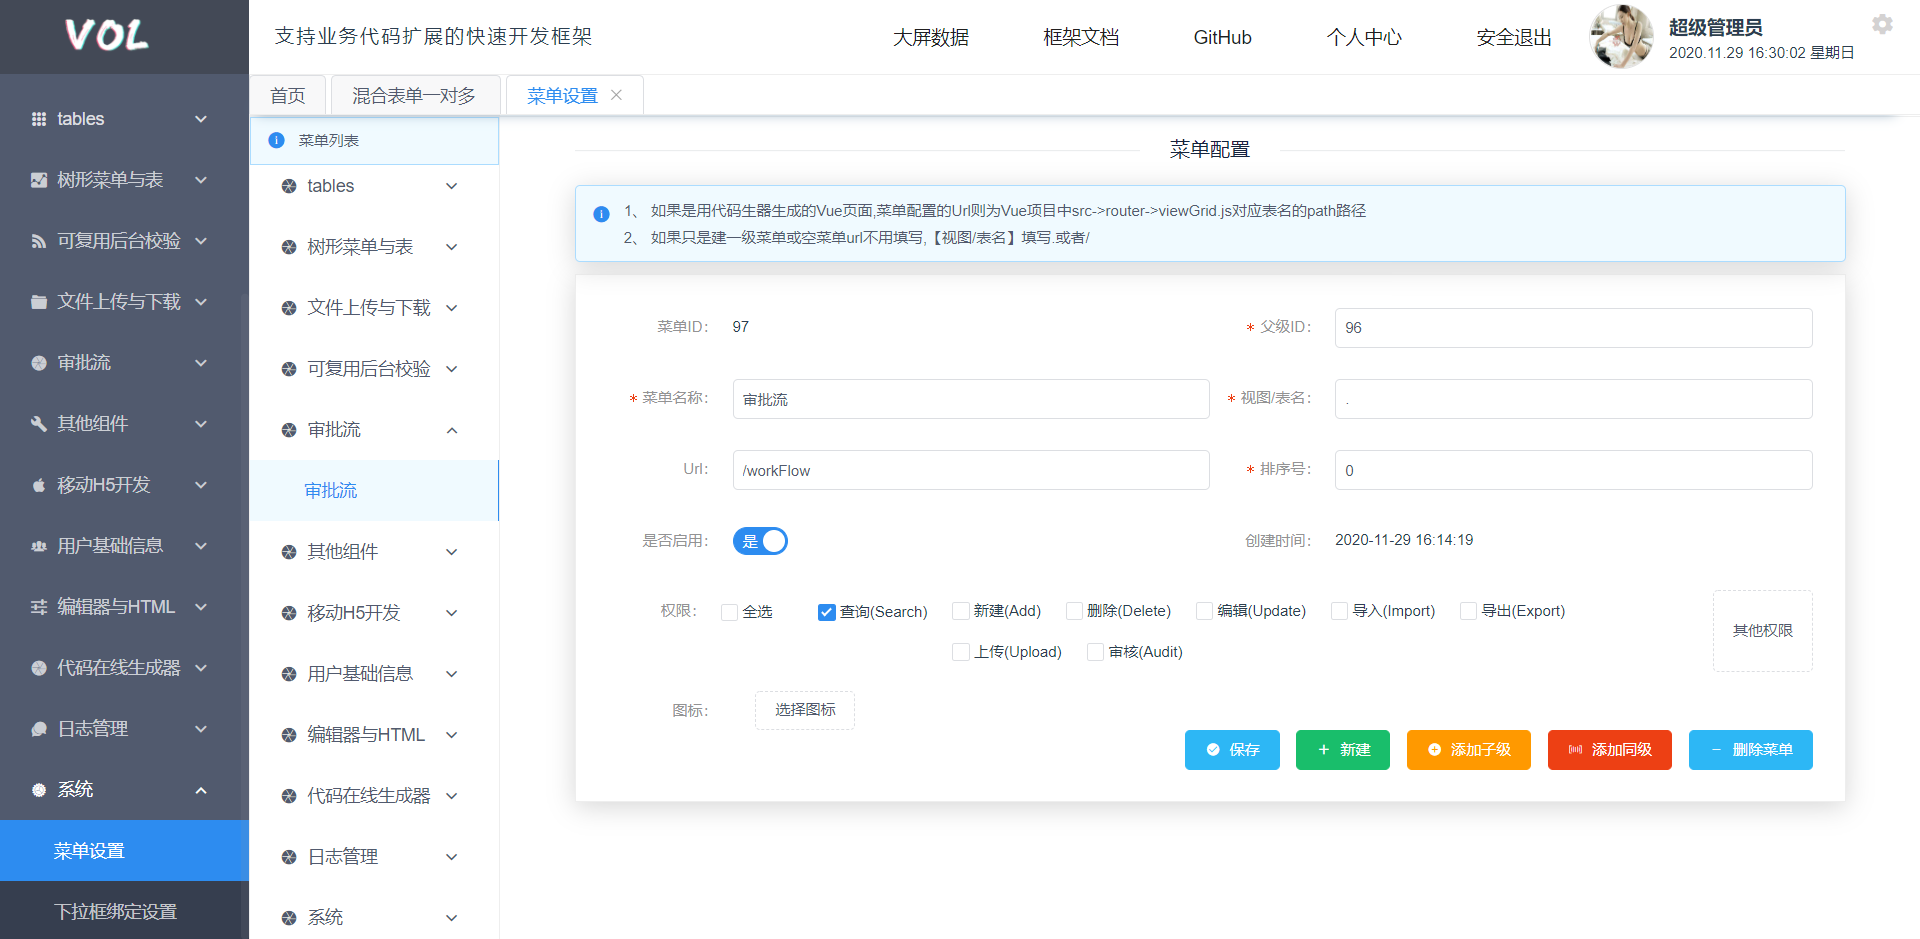 VOL
支持业务代码扩展的快速开发框架
大屏数据
框架文档
GitHub
个人中心
安全退出
超级管理员
2020.11.29 16:30:02 星期日
首页
混合表单一对多
菜单设置
tables
树形菜单与表
可复用后台校验
文件上传与下载
审批流
其他组件
移动H5开发
用户基础信息
编辑器与HTML
代码在线生成器
日志管理
系统
菜单设置
下拉框绑定设置
菜单列表
tables
树形菜单与表
文件上传与下载
可复用后台校验
审批流
审批流
其他组件
移动H5开发
用户基础信息
编辑器与HTML
代码在线生成器
日志管理
系统
菜单配置
1、 如果是用代码生器生成的Vue页面,菜单配置的Url则为Vue项目中src->router->viewGrid.js对应表名的path路径
2、 如果只是建一级菜单或空菜单url不用填写,【视图/表名】填写.或者/
菜单ID: 97
* 父级ID: 96
* 菜单名称: 审批流
* 视图/表名: .
Url: /workFlow
* 排序号: 0
是否启用: 是
创建时间: 2020-11-29 16:14:19
权限: 全选 查询(Search) 新建(Add) 删除(Delete) 编辑(Update) 导入(Import) 导出(Export)
上传(Upload) 审核(Audit)
其他权限
图标: 选择图标
保存
新建
添加子级
添加同级
删除菜单